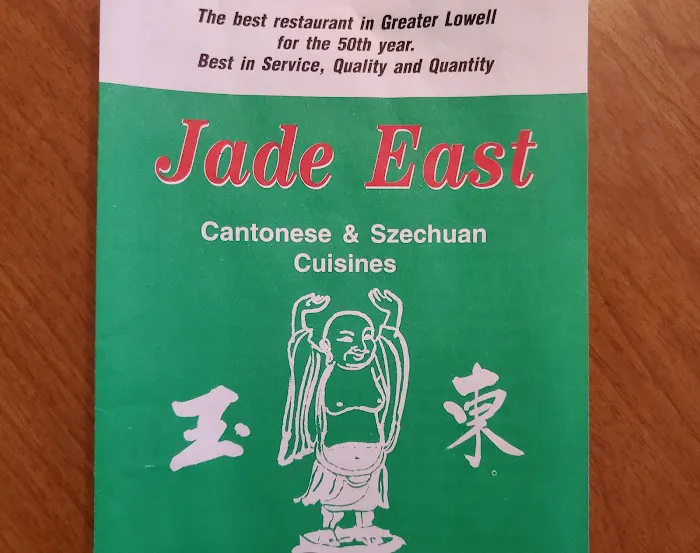 The best restaurant in Greater Lowell
for the 50th year.
Best in Service, Quality and Quantity
Jade East
Cantonese & Szechuan
Cuisines
玉 東